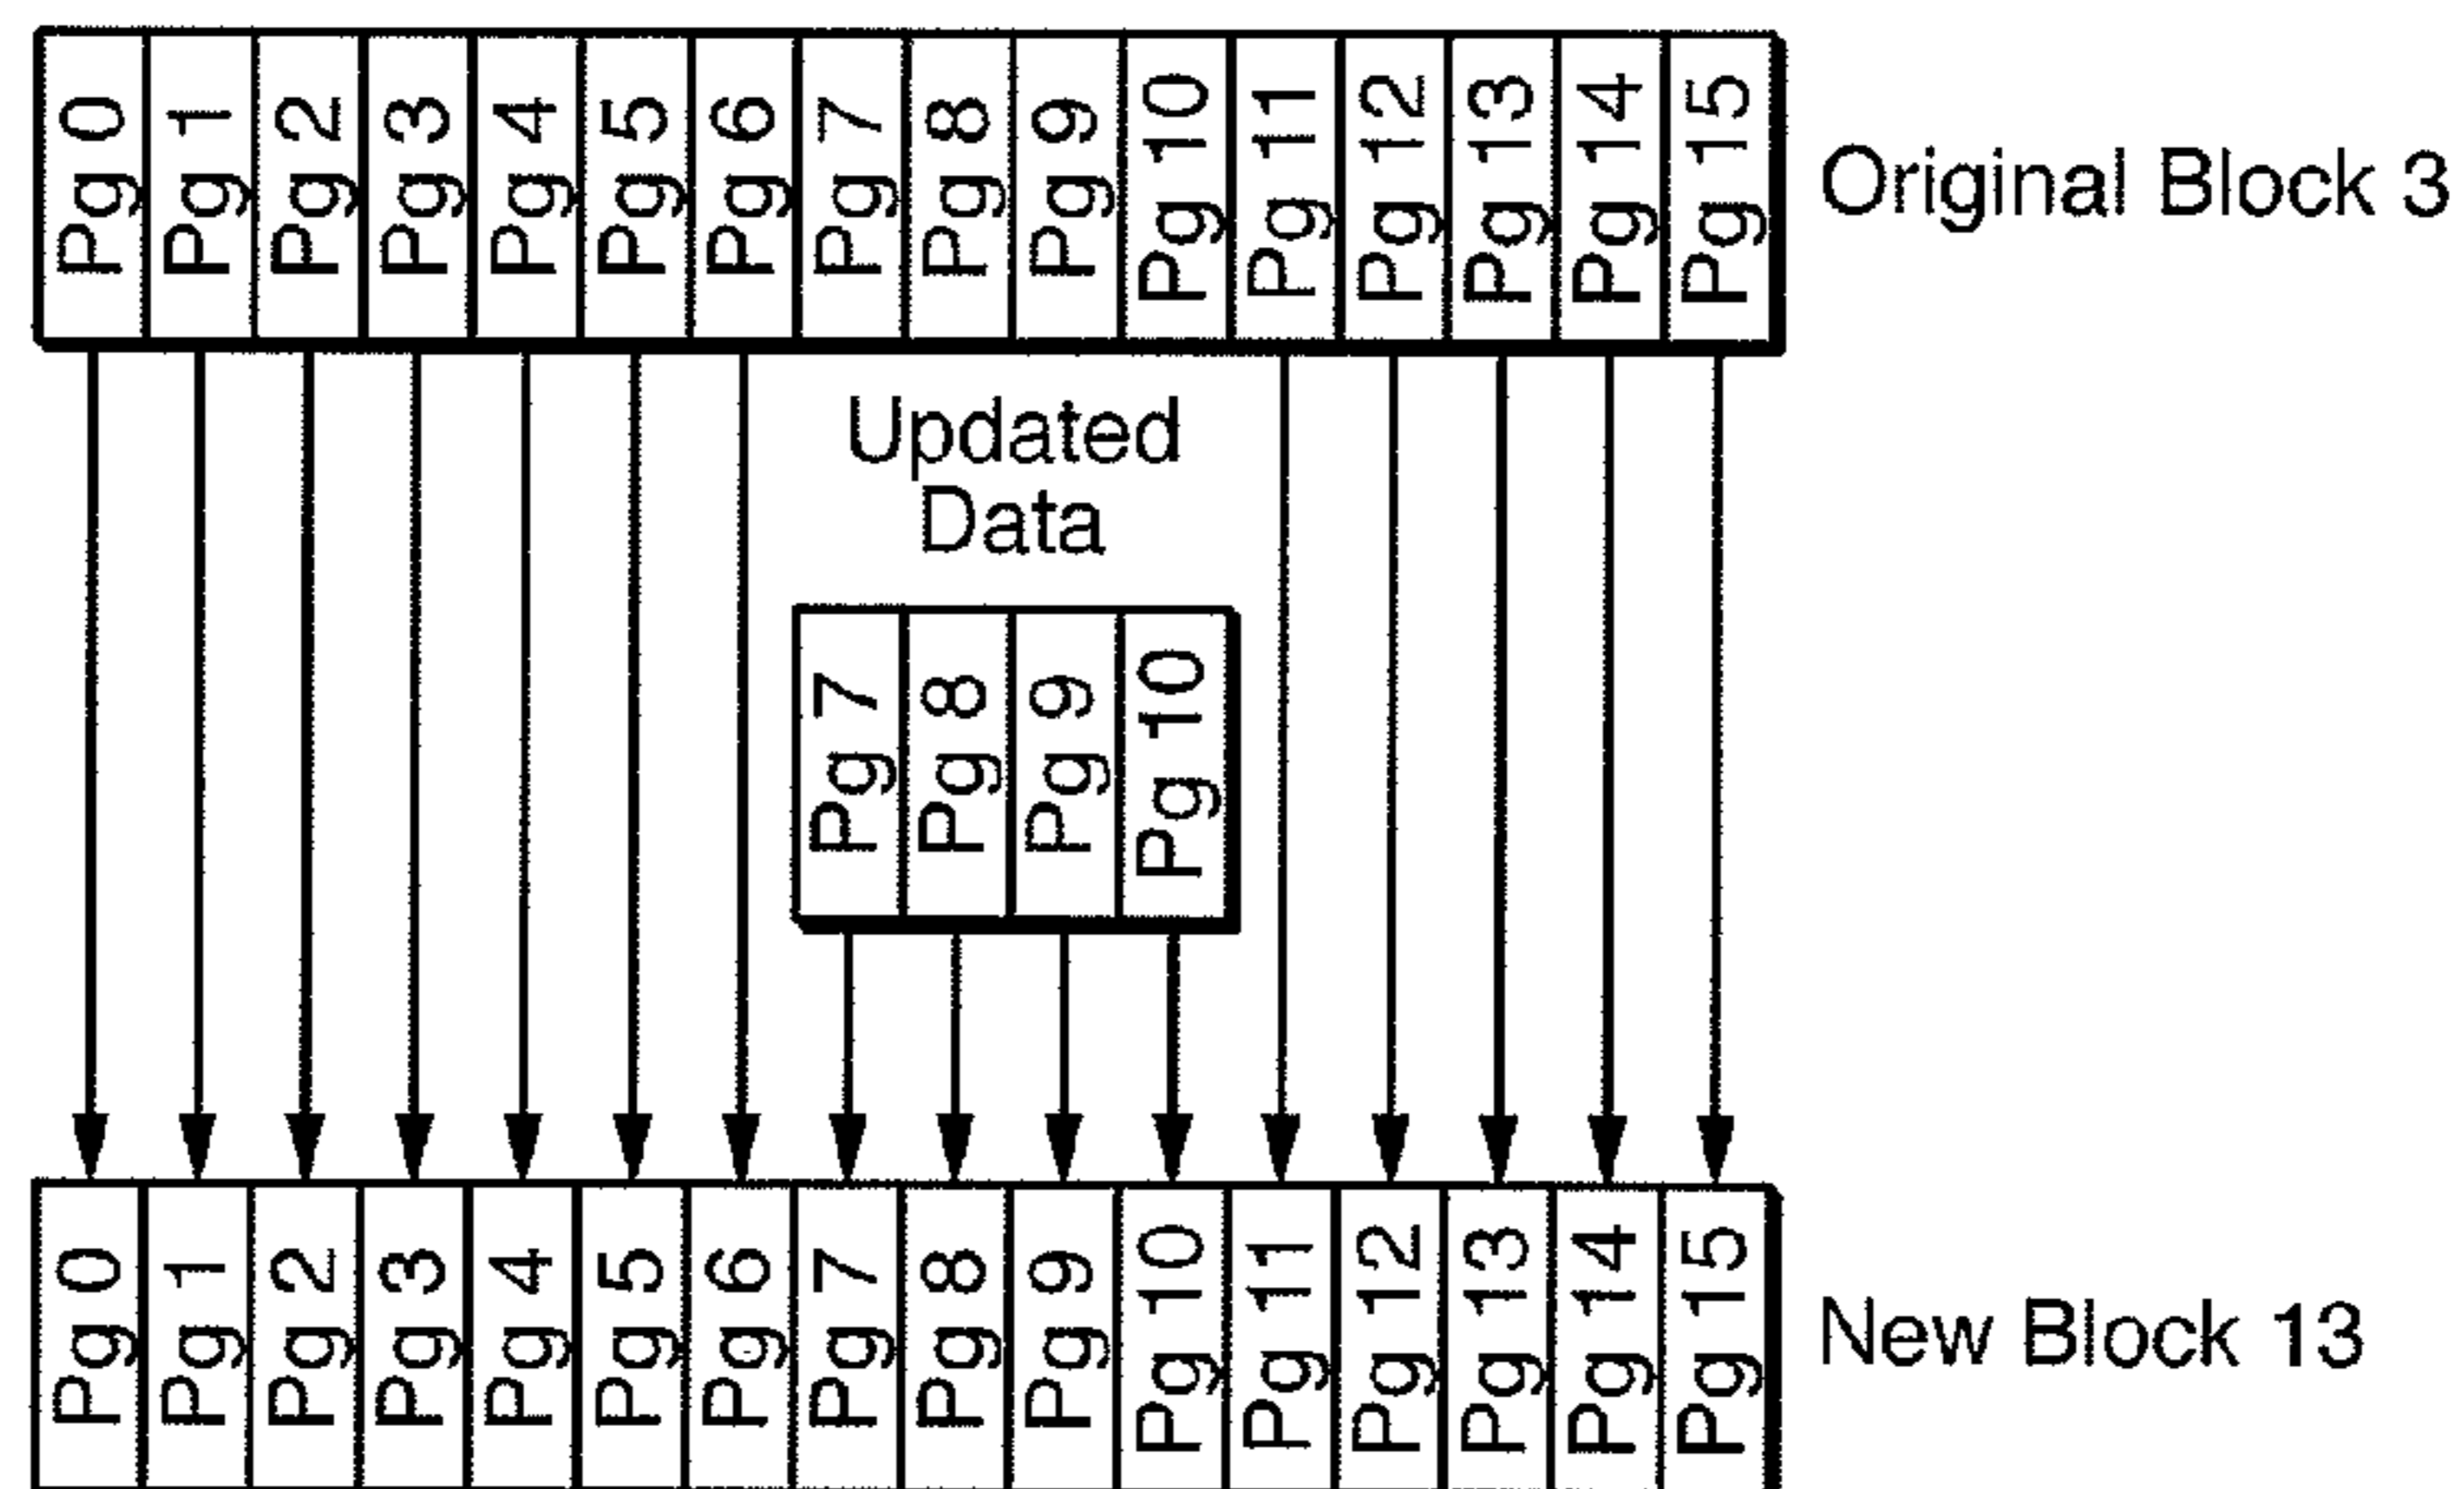 Pg 0 Pg 1 Pg 2 Pg 3 Pg 4 Pg 5 Pg 6 Pg 7 Pg 8 Pg 9 Pg 10 Pg 11 Pg 12 Pg 13 Pg 14 Pg 15 Original Block 3
Updated
Data
Pg 7 Pg 8 Pg 9 Pg 10
Pg 0 Pg 1 Pg 2 Pg 3 Pg 4 Pg 5 Pg 6 Pg 7 Pg 8 Pg 9 Pg 10 Pg 11 Pg 12 Pg 13 Pg 14 Pg 15 New Block 13